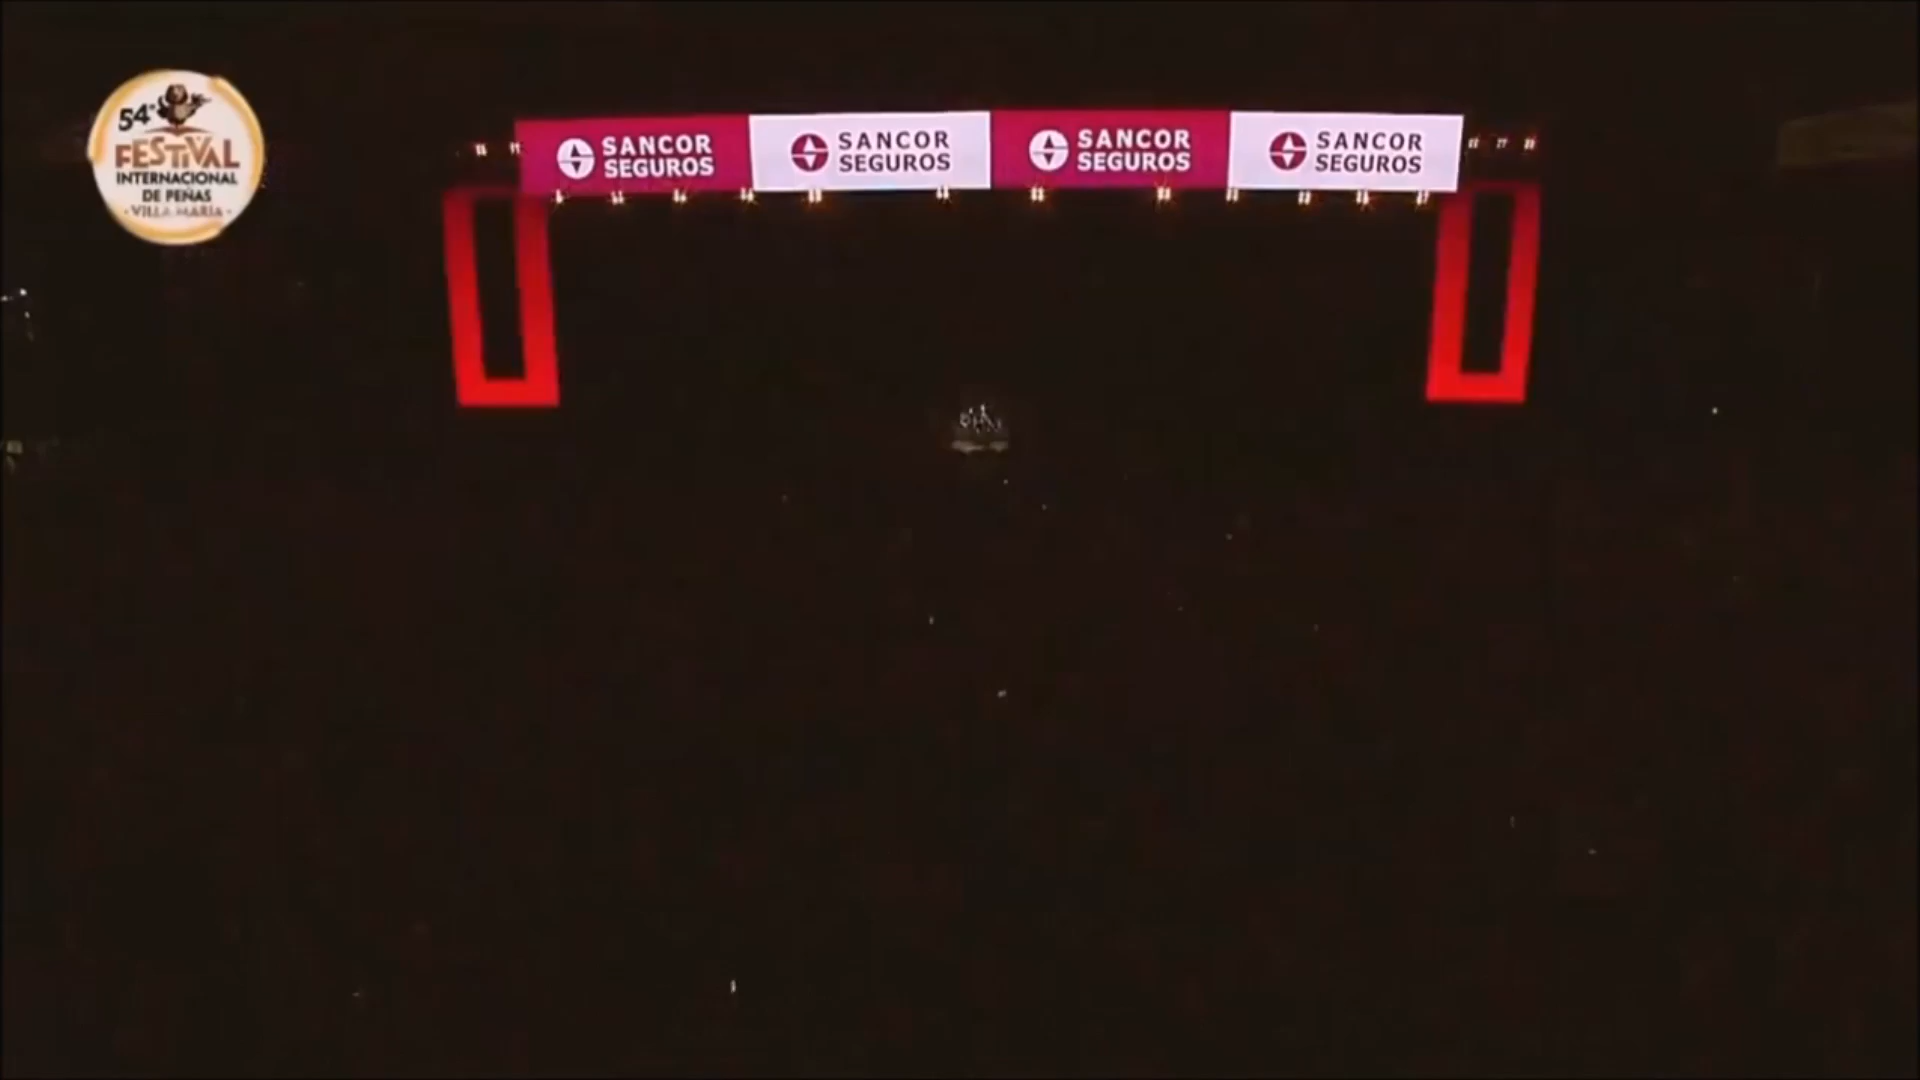 54°
FESTIVAL
INTERNACIONAL
DE PEÑAS
- VILLA MARÍA -
SANCOR
SEGUROS
SANCOR
SEGUROS
SANCOR
SEGUROS
SANCOR
SEGUROS